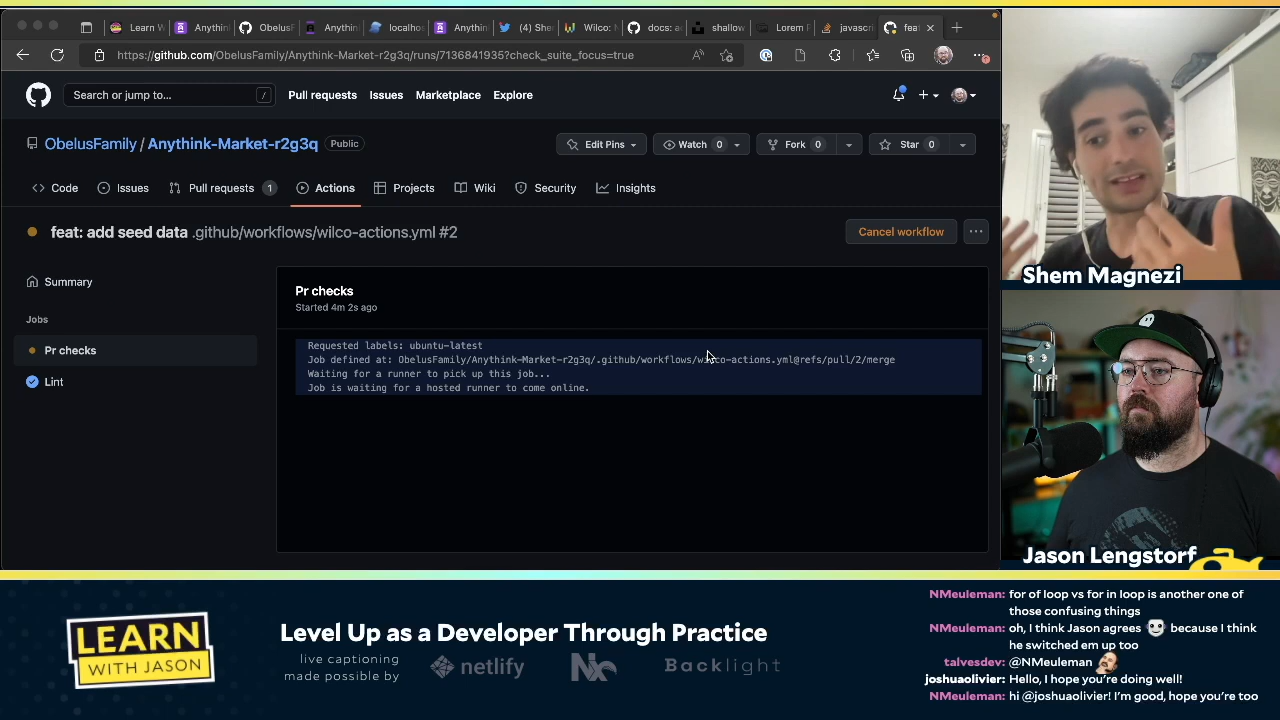 Learn W
Anythin
ObelusF
Anythin
localho
Anythin
(4) She
Wilco: N
docs: a
shallow
Lorem P
javascri
feat
https://github.com/ObelusFamily/Anythink-Market-r2g3q/runs/7136841935?check_suite_focus=true
Search or jump to...
/
Pull requests
Issues
Marketplace
Explore
ObelusFamily / Anythink-Market-r2g3q Public
Edit Pins
Watch 0
Fork 0
Star 0
Code
Issues
Pull requests 1
Actions
Projects
Wiki
Security
Insights
feat: add seed data .github/workflows/wilco-actions.yml #2
Cancel workflow
Summary
Jobs
Pr checks
Lint
Pr checks
Started 4m 2s ago
Requested labels: ubuntu-latest
Job defined at: ObelusFamily/Anythink-Market-r2g3q/.github/workflows/wilco-actions.yml@refs/pull/2/merge
Waiting for a runner to pick up this job...
Job is waiting for a hosted runner to come online.
Shem Magnezi
Jason Lengstorf
LEARN
WITH JASON
Level Up as a Developer Through Practice
live captioning
made possible by
netlify
Nx
Backlight
NMeuleman: for of loop vs for in loop is another one of
those confusing things
NMeuleman: oh, I think Jason agrees because I think
he switched em up too
talvesdev: @NMeuleman
joshuaolivier: Hello, I hope you're doing well!
NMeuleman: hi @joshuaolivier! I'm good, hope you're too